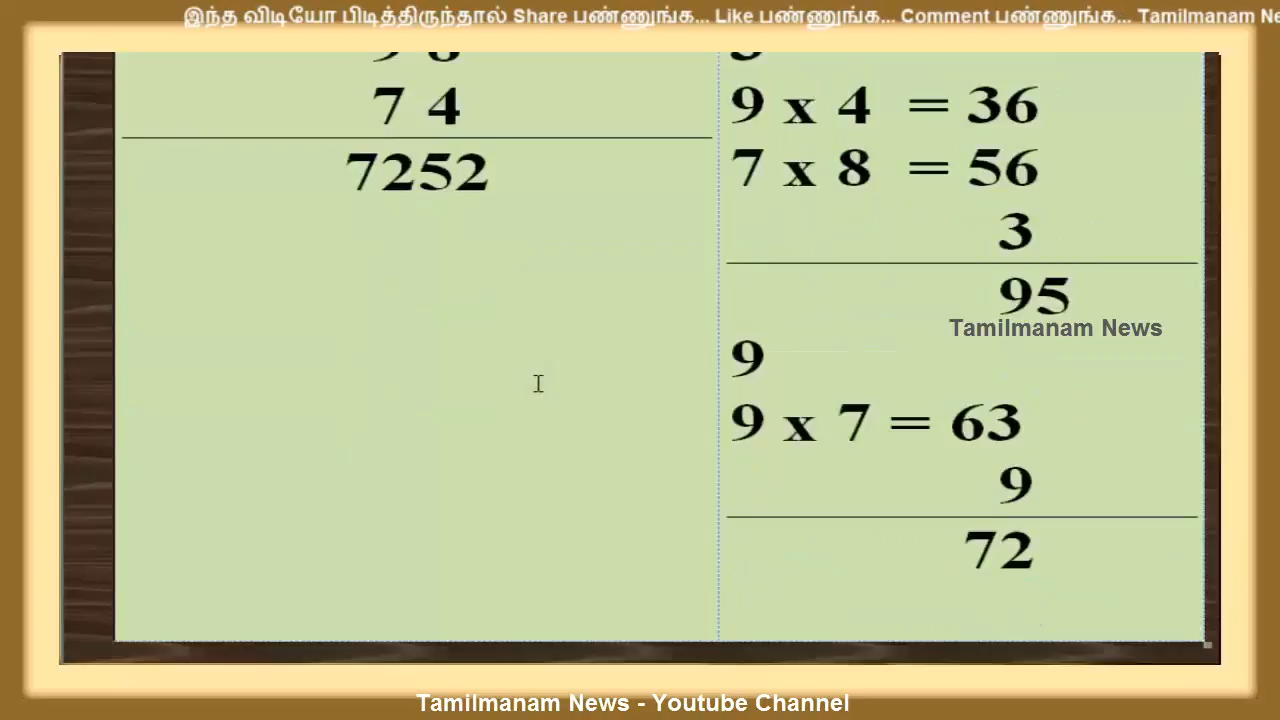 இந்த விடியோ பிடித்திருந்தால் Share பண்ணுங்க... Like பண்ணுங்க... Comment பண்ணுங்க... Tamilmanam
7 4
7252
9 x 4 = 36
7 x 8 = 56
3
95
Tamilmanam News
9
9 x 7 = 63
9
72
Tamilmanam News - Youtube Channel